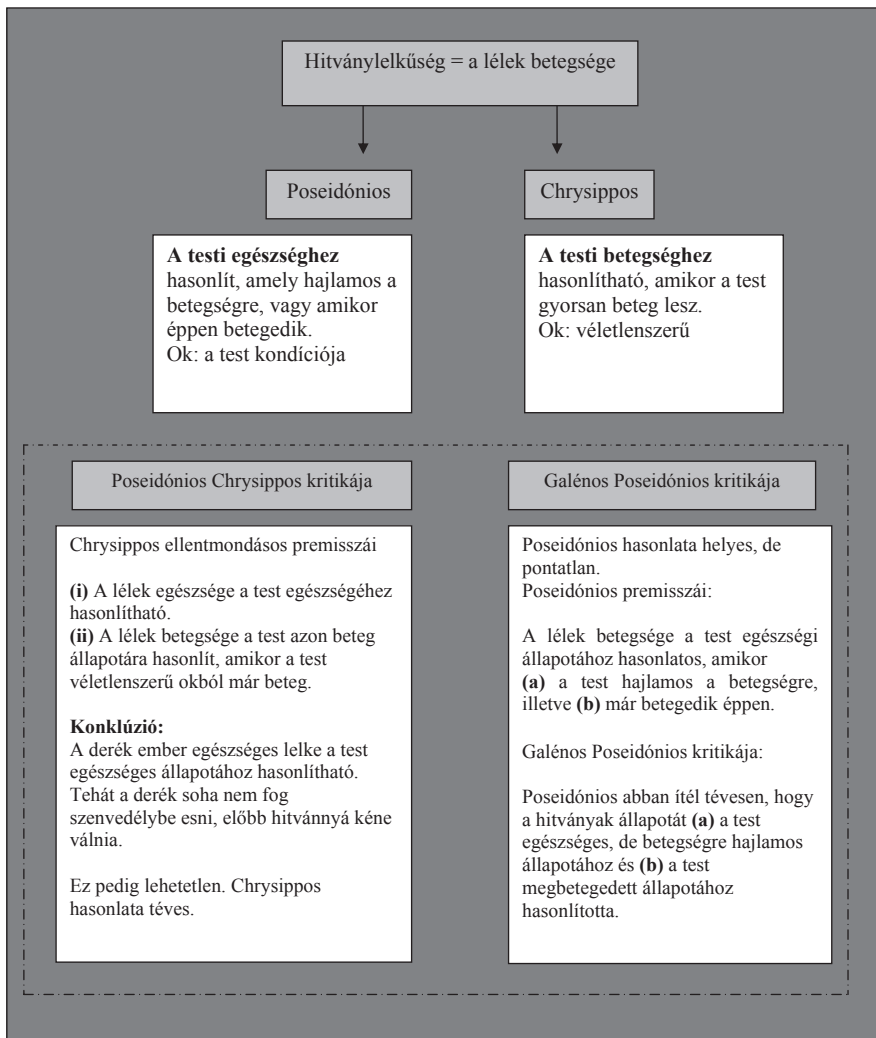 Hitványlelkűség = a lélek betegsége
Poseidónios
Chrysippos
A testi egészséghez
hasonlít, amely hajlamos a
betegségre, vagy amikor
éppen betegedik.
Ok: a test kondíciója
A testi betegséghez
hasonlítható, amikor a test
gyorsan beteg lesz.
Ok: véletlenszerű
Poseidónios Chrysippos kritikája
Chrysippos ellentmondásos premisszái
(i) A lélek egészsége a test egészségéhez
hasonlítható.
(ii) A lélek betegsége a test azon beteg
állapotára hasonlít, amikor a test
véletlenszerű okból már beteg.
Konklúzió:
A derék ember egészséges lelke a test
egészséges állapotához hasonlítható.
Tehát a derék soha nem fog
szenvedélybe esni, előbb hitvánnyá kéne
válnia.
Ez pedig lehetetlen. Chrysippos
hasonlata téves.
Galénos Poseidónios kritikája
Poseidónios hasonlata helyes, de
pontatlan.
Poseidónios premisszái:
A lélek betegsége a test egészségi
állapotához hasonlatos, amikor
(a) a test hajlamos a betegségre,
illetve (b) már betegedik éppen.
Galénos Poseidónios kritikája:
Poseidónios abban ítél tévesen, hogy
a hitványak állapotát (a) a test
egészséges, de betegségre hajlamos
állapotához és (b) a test
megbetegedett állapotához
hasonlította.